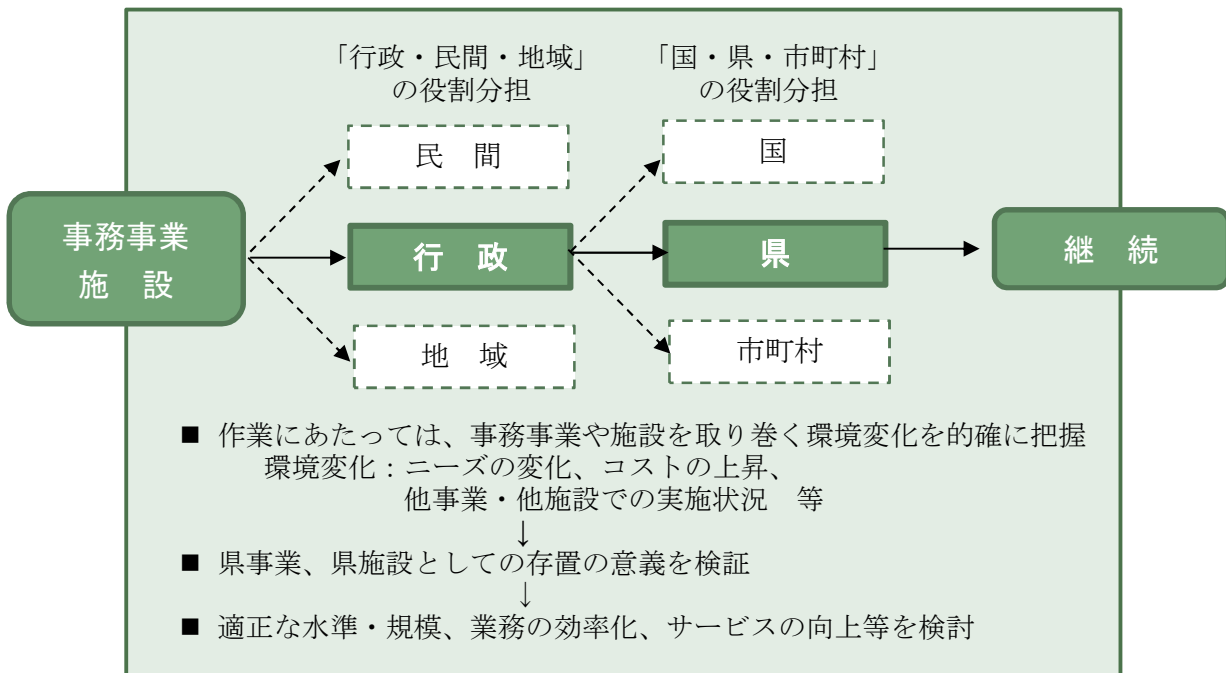 「行政・民間・地域」
の役割分担
「国・県・市町村」
の役割分担
民　間
国
事務事業
施　設
行　政
県
継　続
地　域
市町村
■ 作業にあたっては、事務事業や施設を取り巻く環境変化を的確に把握
環境変化：ニーズの変化、コストの上昇、
他事業・他施設での実施状況　等
↓
■ 県事業、県施設としての存置の意義を検証
↓
■ 適正な水準・規模、業務の効率化、サービスの向上等を検討